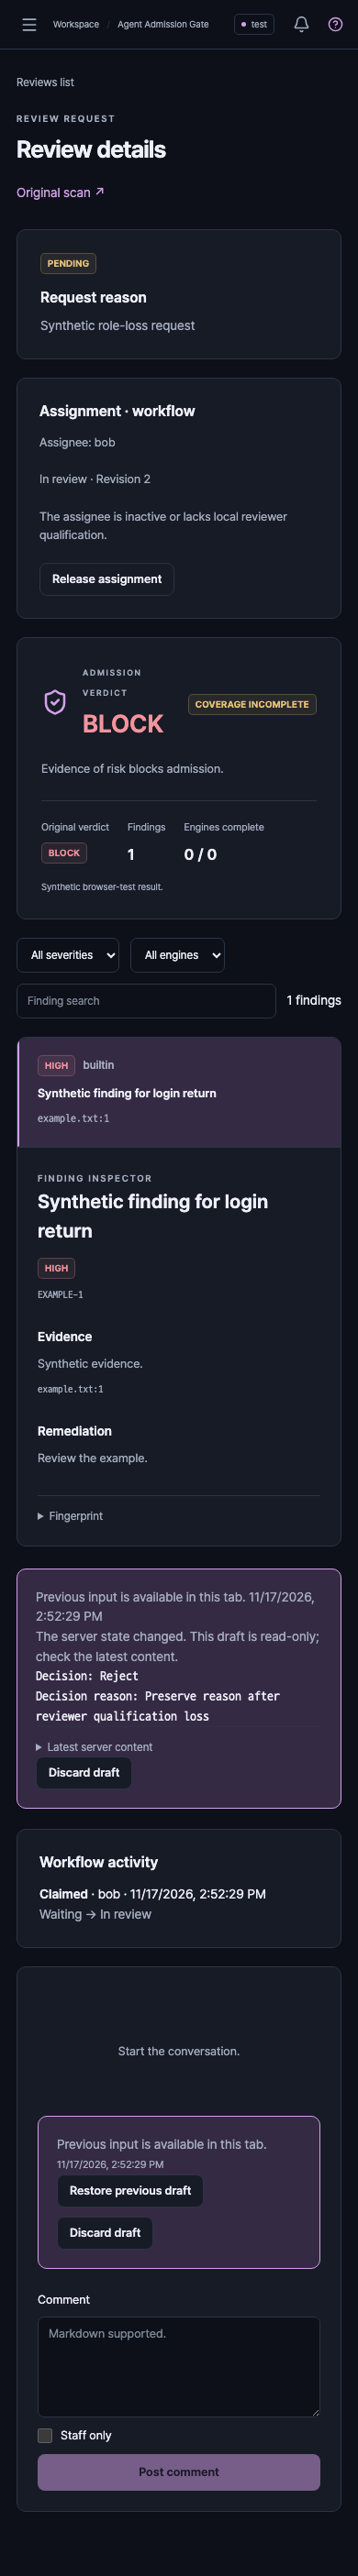 Workspace / Agent Admission Gate
test
Reviews list
REVIEW REQUEST
Review details
Original scan ↗
PENDING
Request reason
Synthetic role-loss request
Assignment · workflow
Assignee: bob
In review · Revision 2
The assignee is inactive or lacks local reviewer
qualification.
Release assignment
ADMISSION
VERDICT
BLOCK
COVERAGE INCOMPLETE
Evidence of risk blocks admission.
Original verdict Findings Engines complete
BLOCK 1 0 / 0
Synthetic browser-test result.
All severities All engines
Finding search 1 findings
HIGH builtin
Synthetic finding for login return
example.txt:1
FINDING INSPECTOR
Synthetic finding for login
return
HIGH
EXAMPLE-1
Evidence
Synthetic evidence.
example.txt:1
Remediation
Review the example.
▶ Fingerprint
Previous input is available in this tab. 11/17/2026,
2:52:29 PM
The server state changed. This draft is read-only;
check the latest content.
Decision: Reject
Decision reason: Preserve reason after
reviewer qualification loss
▶ Latest server content
Discard draft
Workflow activity
Claimed · bob · 11/17/2026, 2:52:29 PM
Waiting → In review
Start the conversation.
Previous input is available in this tab.
11/17/2026, 2:52:29 PM
Restore previous draft
Discard draft
Comment
Markdown supported.
Staff only
Post comment